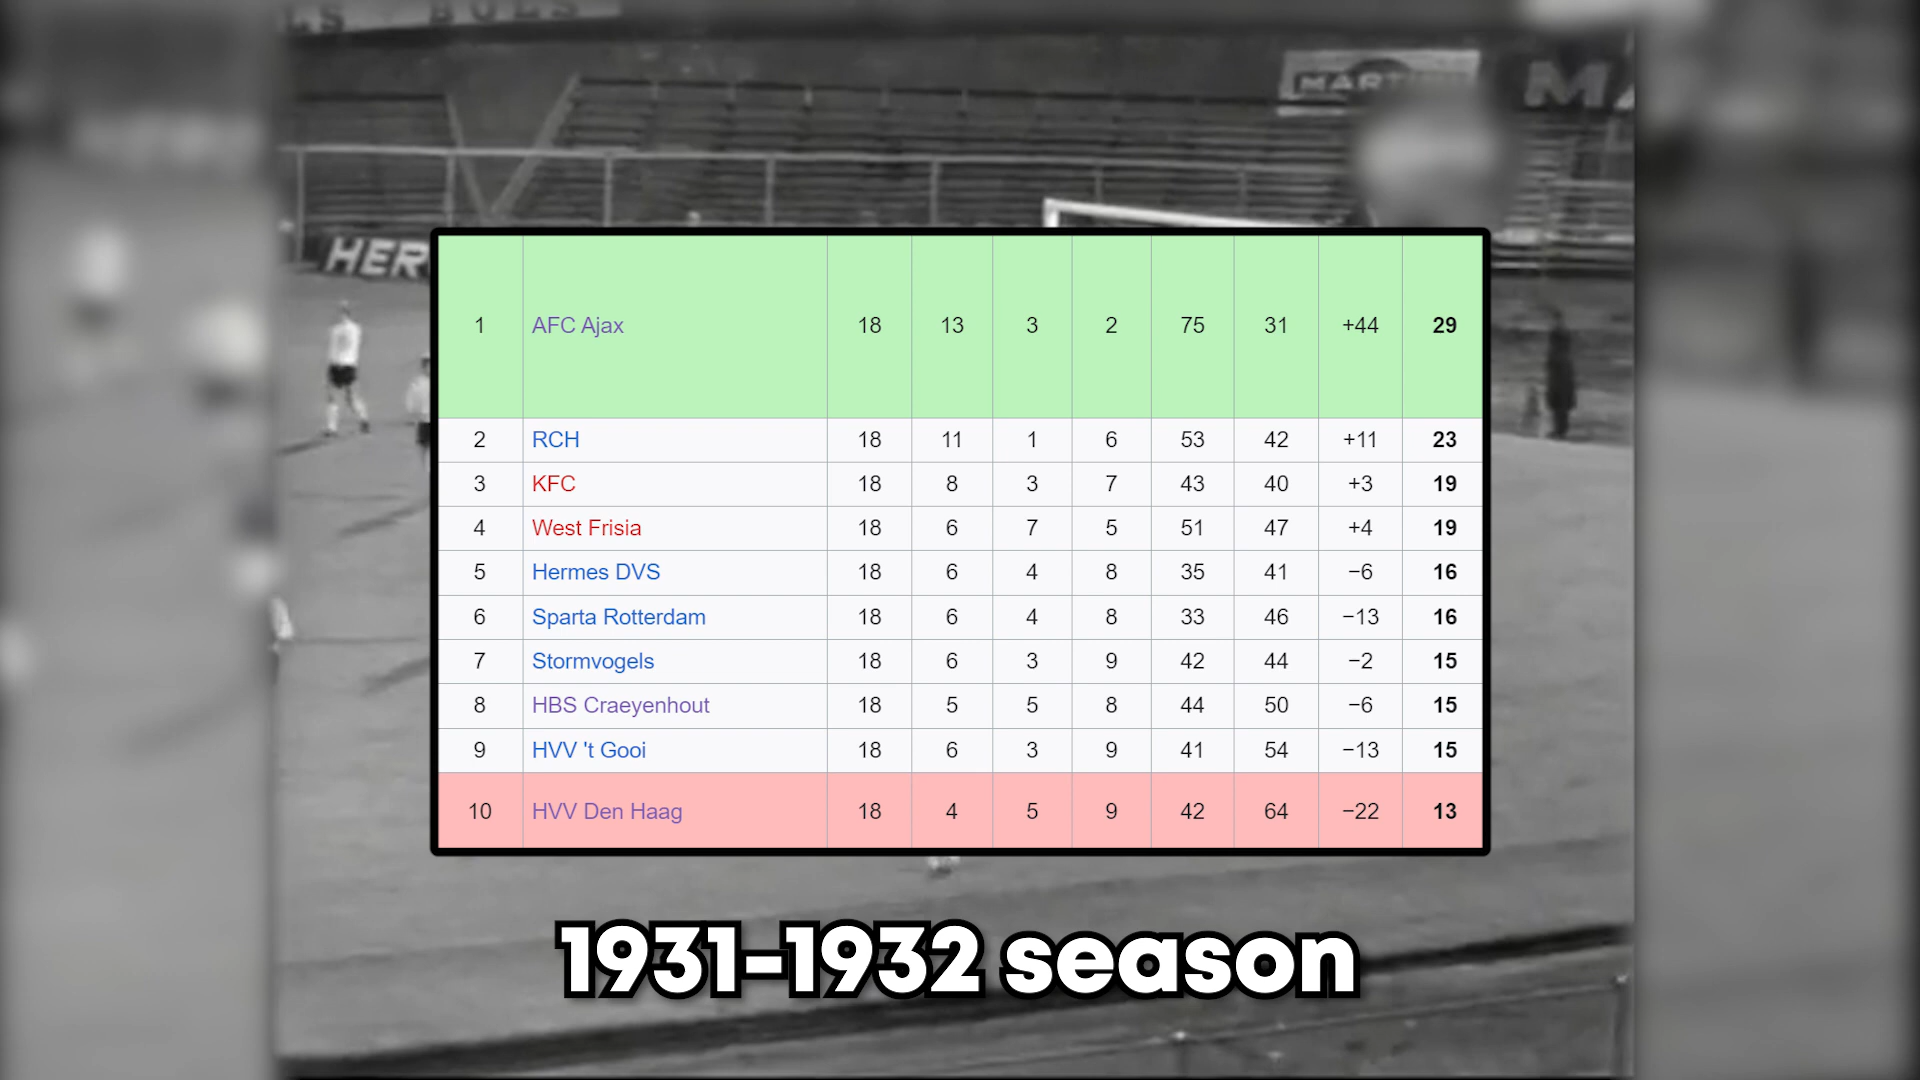 LS BOLS
MART
HER
1 AFC Ajax 18 13 3 2 75 31 +44 29
2 RCH 18 11 1 6 53 42 +11 23
3 KFC 18 8 3 7 43 40 +3 19
4 West Frisia 18 6 7 5 51 47 +4 19
5 Hermes DVS 18 6 4 8 35 41 −6 16
6 Sparta Rotterdam 18 6 4 8 33 46 −13 16
7 Stormvogels 18 6 3 9 42 44 −2 15
8 HBS Craeyenhout 18 5 5 8 44 50 −6 15
9 HVV 't Gooi 18 6 3 9 41 54 −13 15
10 HVV Den Haag 18 4 5 9 42 64 −22 13
1931-1932 season